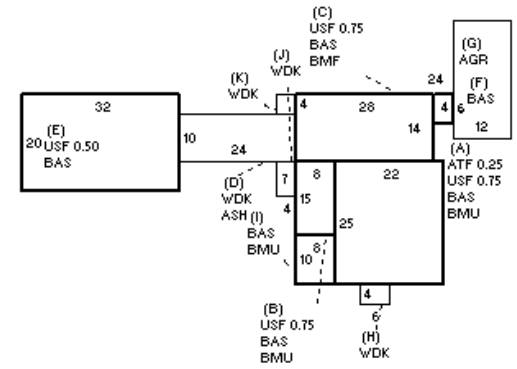 (C)
USF 0.75
BAS
BMF
(J)
WDK
(K)
WDK
(G)
AGR
24
(F)
BAS
32
4
28
4
6
12
20
(E)
USF 0.50
BAS
10
24
14
(A)
ATF 0.25
USF 0.75
BAS
BMU
(D)
WDK
ASH
7
8
22
15
4
(I)
BAS
BMU
25
8
10
(B)
USF 0.75
BAS
BMU
4
6
(H)
WDK